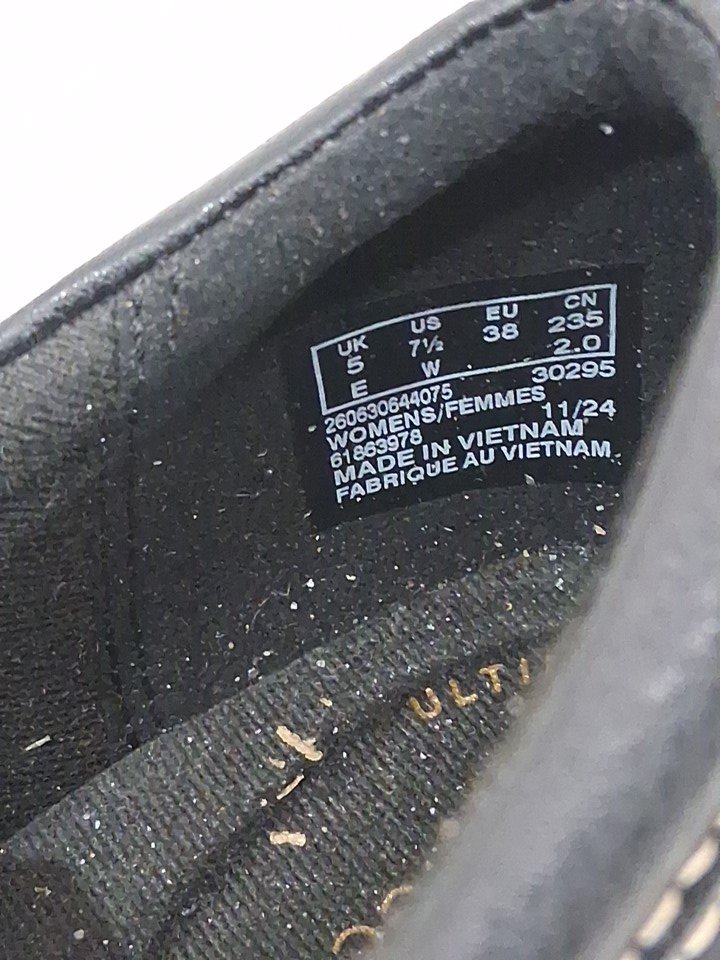 UK US EU CN
5 7½ 38 235
E W 2.0
260630644075 30295
WOMENS/FEMMES
61863978 11/24
MADE IN VIETNAM
FABRIQUE AU VIETNAM